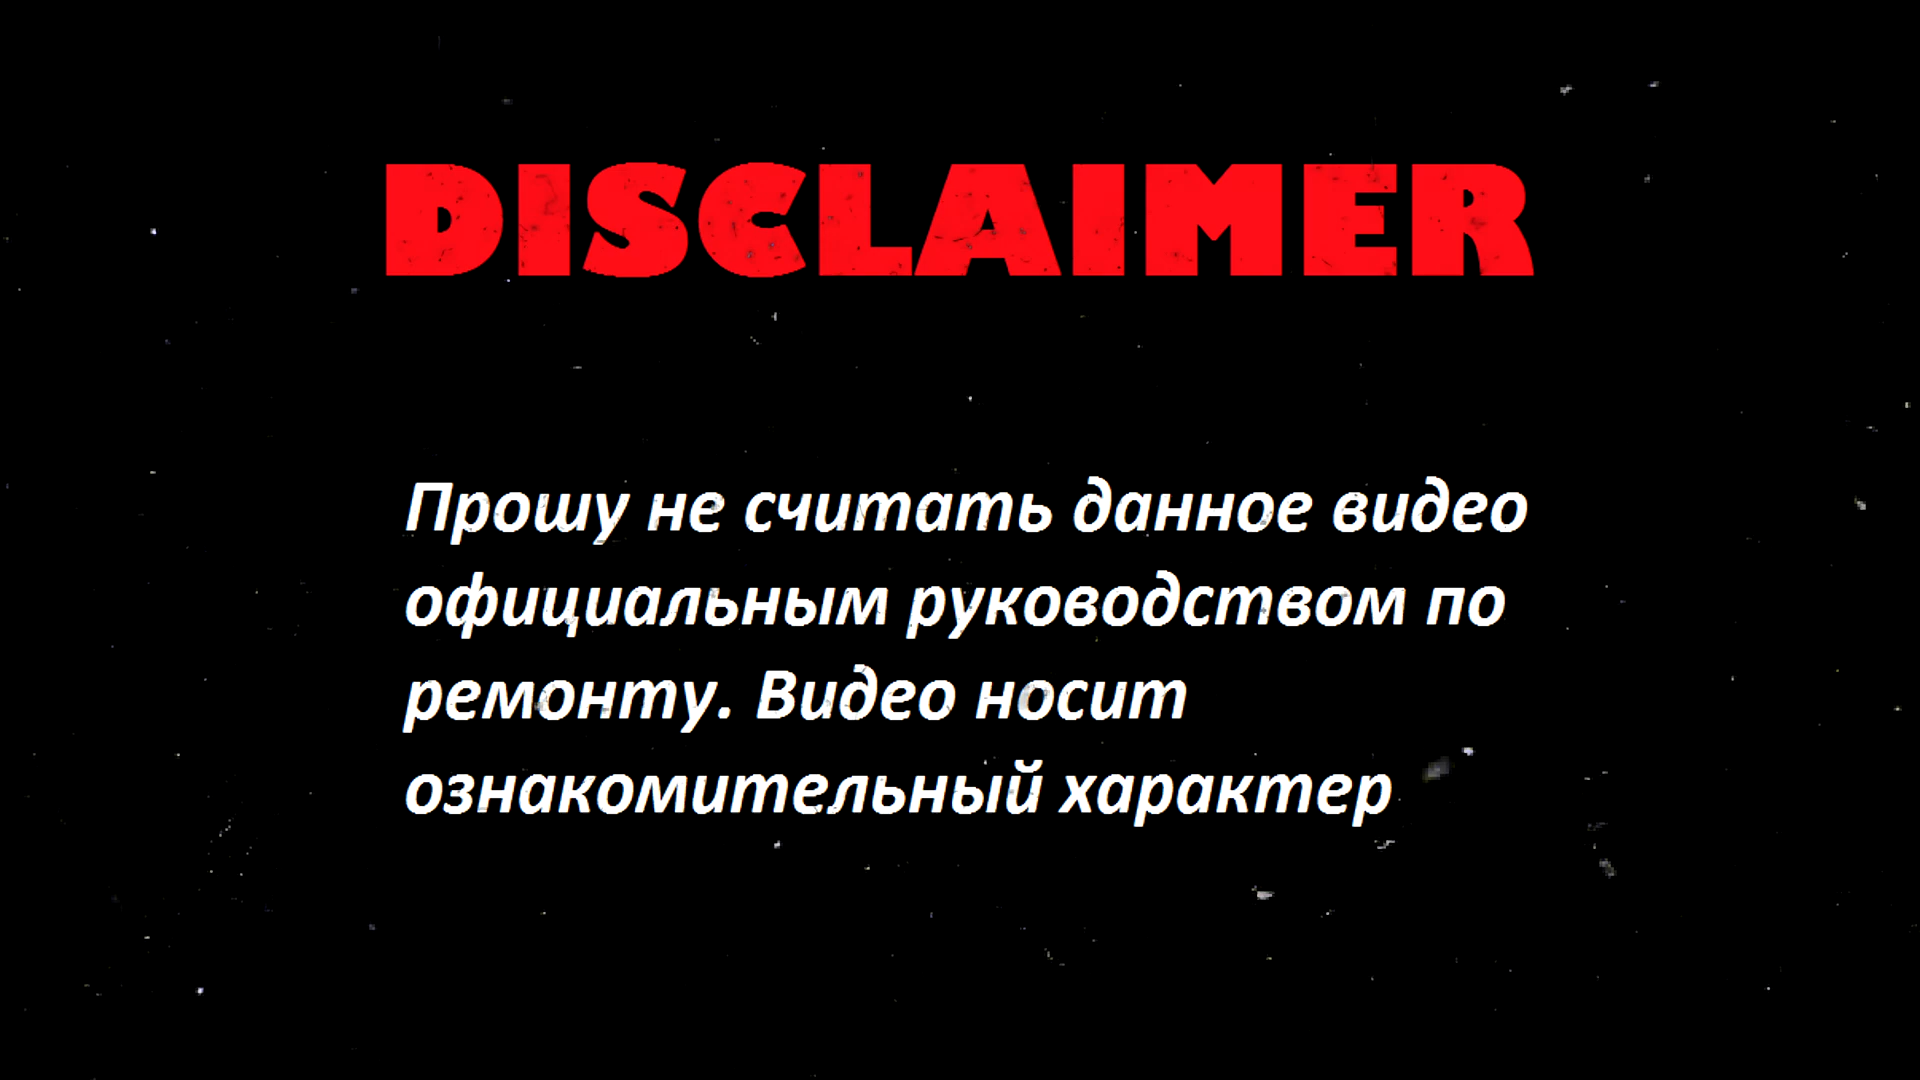 DISCLAIMER
Прошу не считать данное видео
официальным руководством по
ремонту. Видео носит
ознакомительный характер